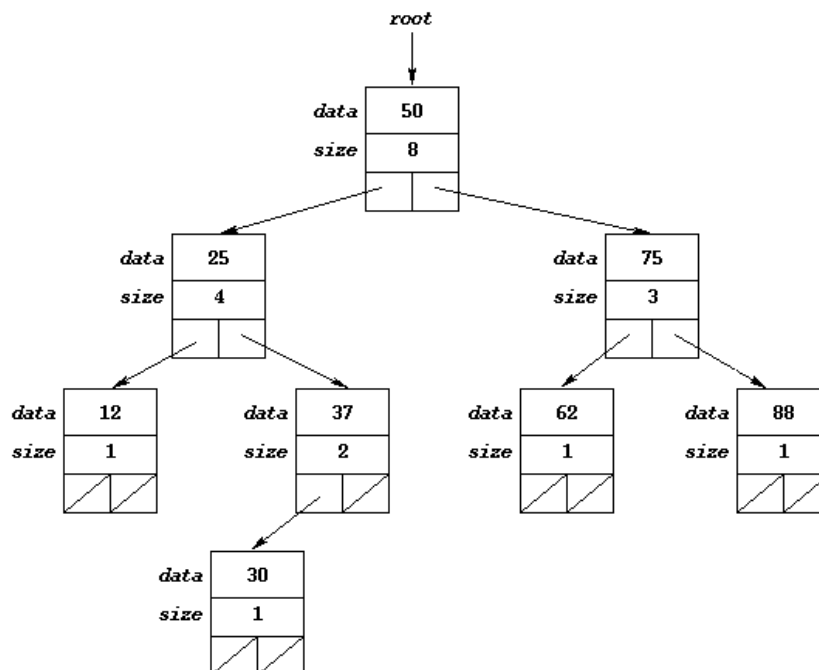 root
data 50
size 8
data 25 data 75
size 4 size 3
data 12 data 37 data 62 data 88
size 1 size 2 size 1 size 1
data 30
size 1